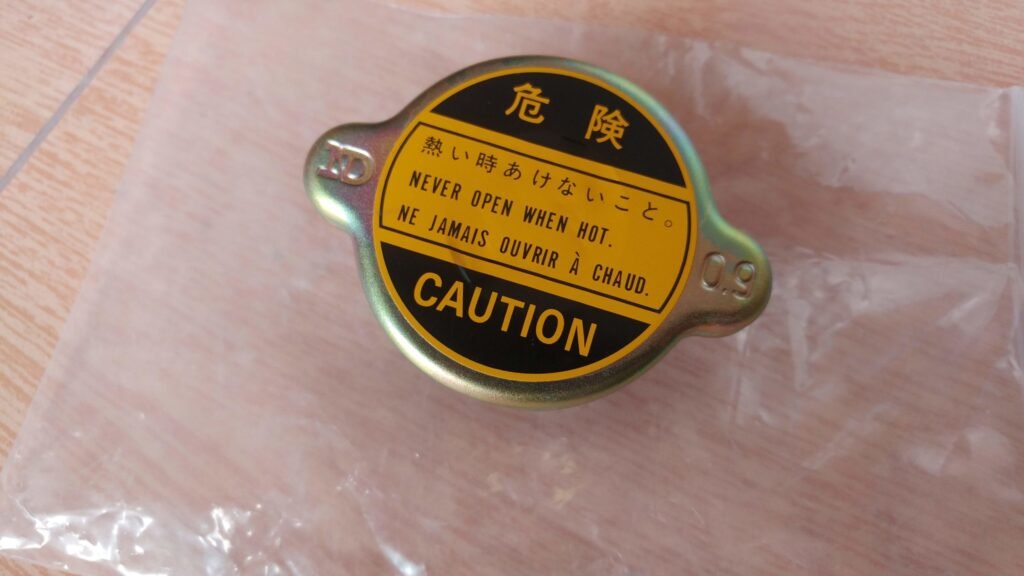 危険
ND
熱い時あけないこと。
NEVER OPEN WHEN HOT.
NE JAMAIS OUVRIR À CHAUD.
0.9
CAUTION